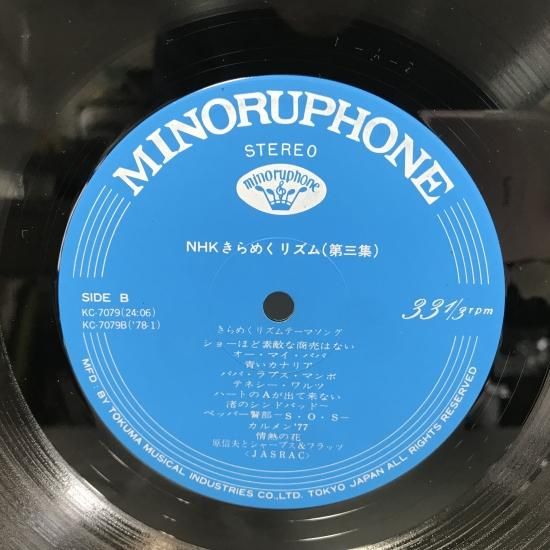 1-A-2
MINORUPHONE
STEREO
minoruphone
NHKきらめくリズム(第三集)
SIDE B
KC-7079(24:06)
KC-7079B('78·1)
33 1/3 rpm
きらめくリズムテーマソング
ショーほど素敵な商売はない
オー・マイ・パパ
青いカナリア
パパ・ラブス・マンボ
テネシー・ワルツ
ハートのAが出て来ない
渚のシンドバッド―
ペッパー警部―S・O・S―
カルメン'77
情熱の花
原信夫とシャープス&フラッツ
<JASRAC>
MFD. BY TOKUMA MUSICAL INDUSTRIES CO., LTD. TOKYO JAPAN ALL RIGHTS RESERVED